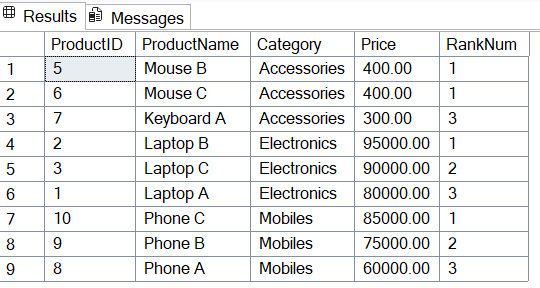 Results Messages
ProductID ProductName Category Price RankNum
1 5 Mouse B Accessories 400.00 1
2 6 Mouse C Accessories 400.00 1
3 7 Keyboard A Accessories 300.00 3
4 2 Laptop B Electronics 95000.00 1
5 3 Laptop C Electronics 90000.00 2
6 1 Laptop A Electronics 80000.00 3
7 10 Phone C Mobiles 85000.00 1
8 9 Phone B Mobiles 75000.00 2
9 8 Phone A Mobiles 60000.00 3